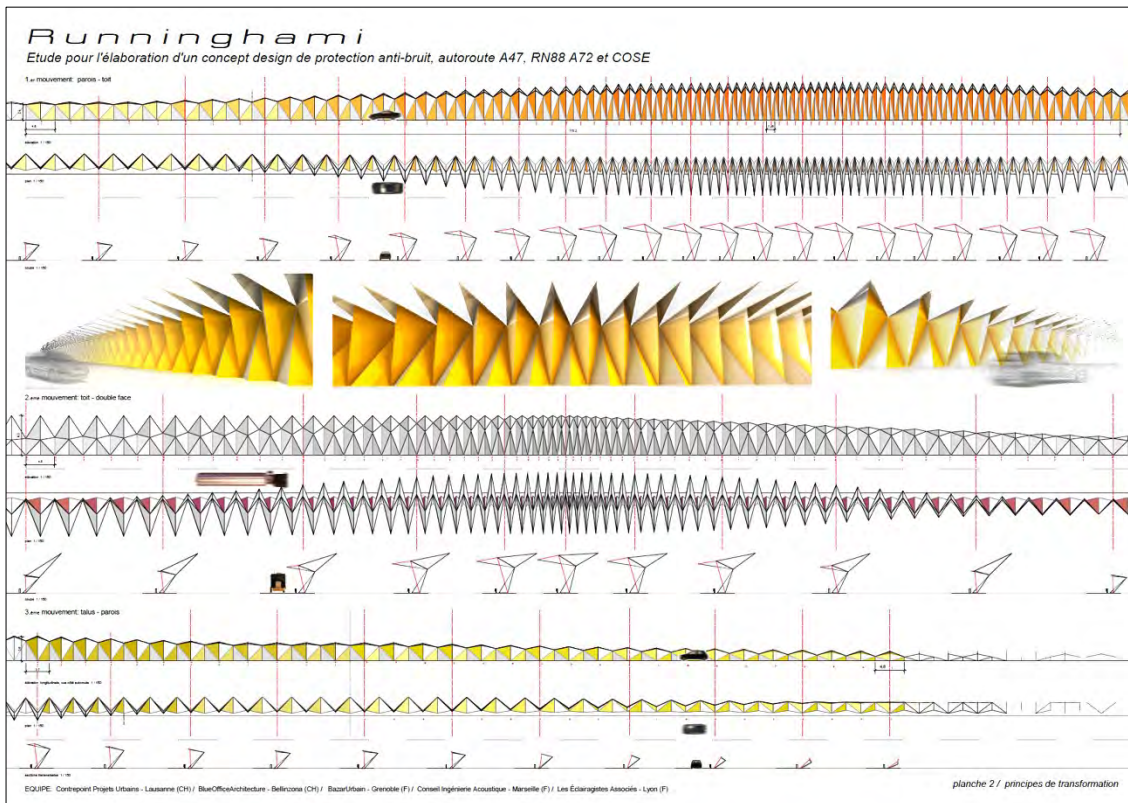 Runninghami
Etude pour l'élaboration d'un concept design de protection anti-bruit, autoroute A47, RN88 A72 et COSE
1.er mouvement: parois - toit
2.ème mouvement: toit - double face
3.ème mouvement: talus - parois
EQUIPE: Contrepoint Projets Urbains - Lausanne (CH) / BlueOfficeArchitecture - Bellinzona (CH) / BazarUrbain - Grenoble (F) / Conseil Ingénierie Acoustique - Marseille (F) / Les Éclairagistes Associés - Lyon (F)
planche 2 / principes de transformation